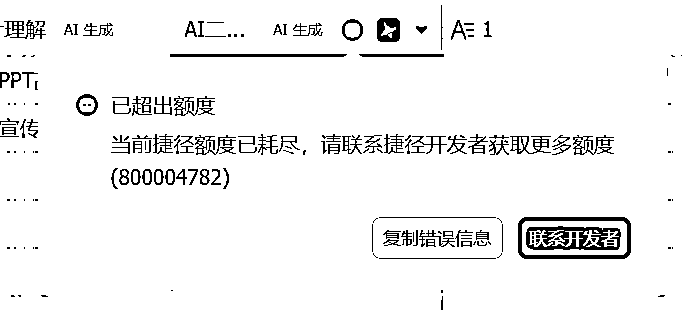 理解 AI 生成 AI二... AI 生成 A 1
PPT
宣传
已超出额度
当前捷径额度已耗尽，请联系捷径开发者获取更多额度
(800004782)
复制错误信息 联系开发者